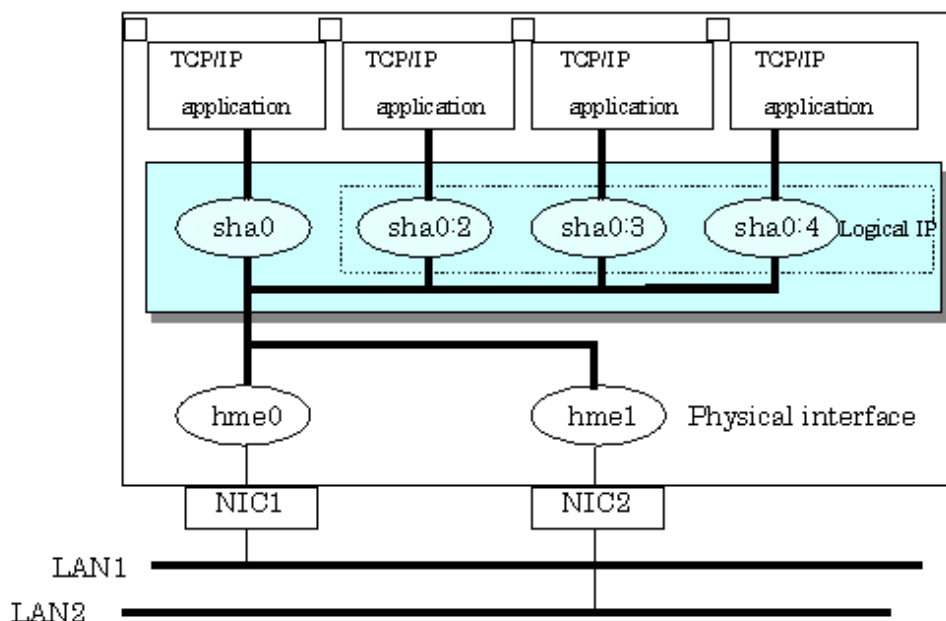 TCP/IP
application
TCP/IP
application
TCP/IP
application
TCP/IP
application
sha0
sha0:2
sha0:3
sha0:4
Logical IP
hme0
hme1
Physical interface
NIC1
NIC2
LAN1
LAN2